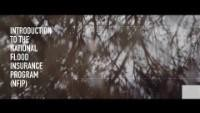 INTRODUCTION
TO THE
NATIONAL
FLOOD
INSURANCE
PROGRAM
(NFIP)